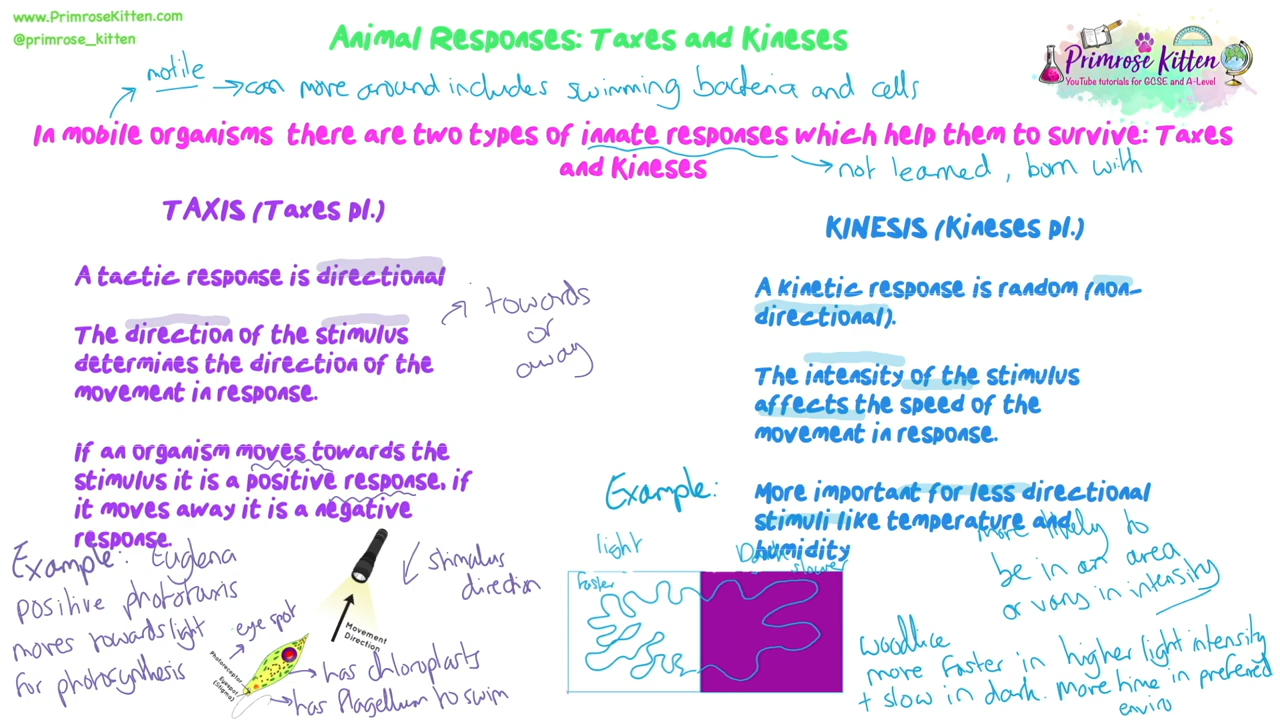 www.PrimroseKitten.com
@primrose_kitten
Animal Responses: Taxes and Kineses
Primrose Kitten
YouTube tutorials for GCSE and A-Level
motile → can move around includes swimming bacteria and cells
In mobile organisms there are two types of innate responses which help them to survive: Taxes
and Kineses
→ not learned, born with
TAXIS (Taxes pl.)
A tactic response is directional
The direction of the stimulus
determines the direction of the
movement in response.
towards
or
away
If an organism moves towards the
stimulus it is a positive response, if
it moves away it is a negative
response.
Example: Euglena
positive phototaxis
moves towards light
for photosynthesis
stimulus
direction
Movement
Direction
eye spot
Photoreceptor
Eyespot
(Stigma)
has chloroplasts
has flagellum to swim
KINESIS (Kineses pl.)
A kinetic response is random (non-
directional).
The intensity of the stimulus
affects the speed of the
movement in response.
More important for less directional
stimuli like temperature and
humidity
more likely to
be in an area
or vary in intensity
Example:
light
Dark
faster
slower
woodlice
move faster in higher light intensity
+ slow in dark. More time in preferred
enviro